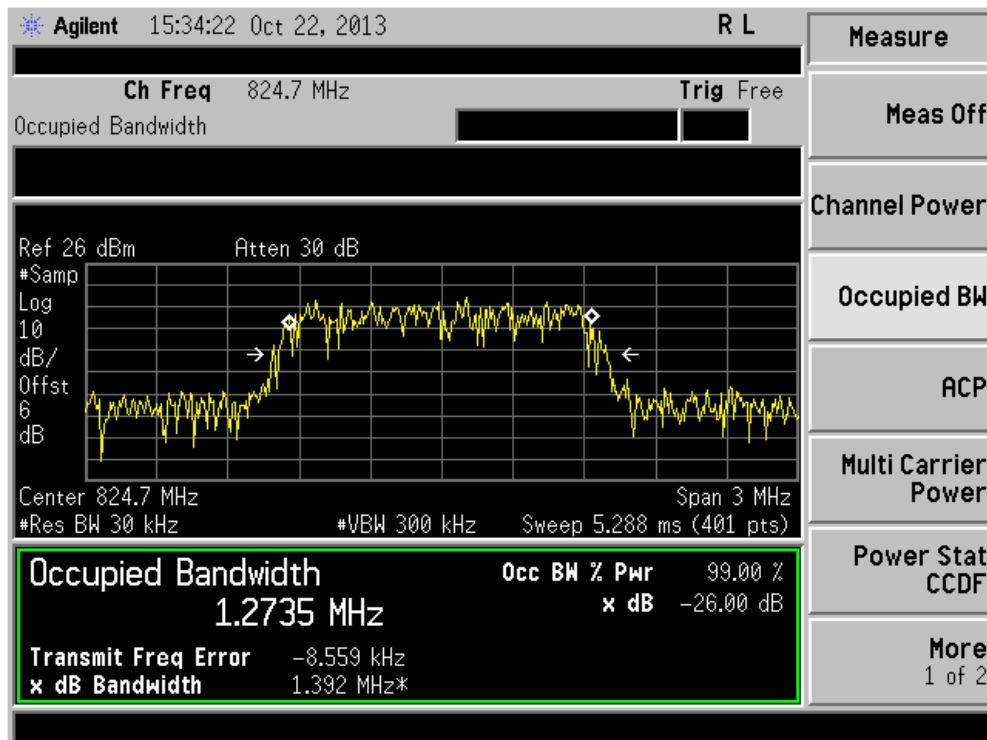 Agilent 15:34:22 Oct 22, 2013 R L
Measure
Ch Freq 824.7 MHz Trig Free
Occupied Bandwidth
Meas Off
Channel Power
Occupied BW
ACP
Multi Carrier
Power
Power Stat
CCDF
More
1 of 2
Ref 26 dBm Atten 30 dB
#Samp
Log
10
dB/
Offst
6
dB
Center 824.7 MHz Span 3 MHz
#Res BW 30 kHz #VBW 300 kHz Sweep 5.288 ms (401 pts)
Occupied Bandwidth Occ BW % Pwr 99.00 %
1.2735 MHz x dB -26.00 dB
Transmit Freq Error -8.559 kHz
x dB Bandwidth 1.392 MHz*